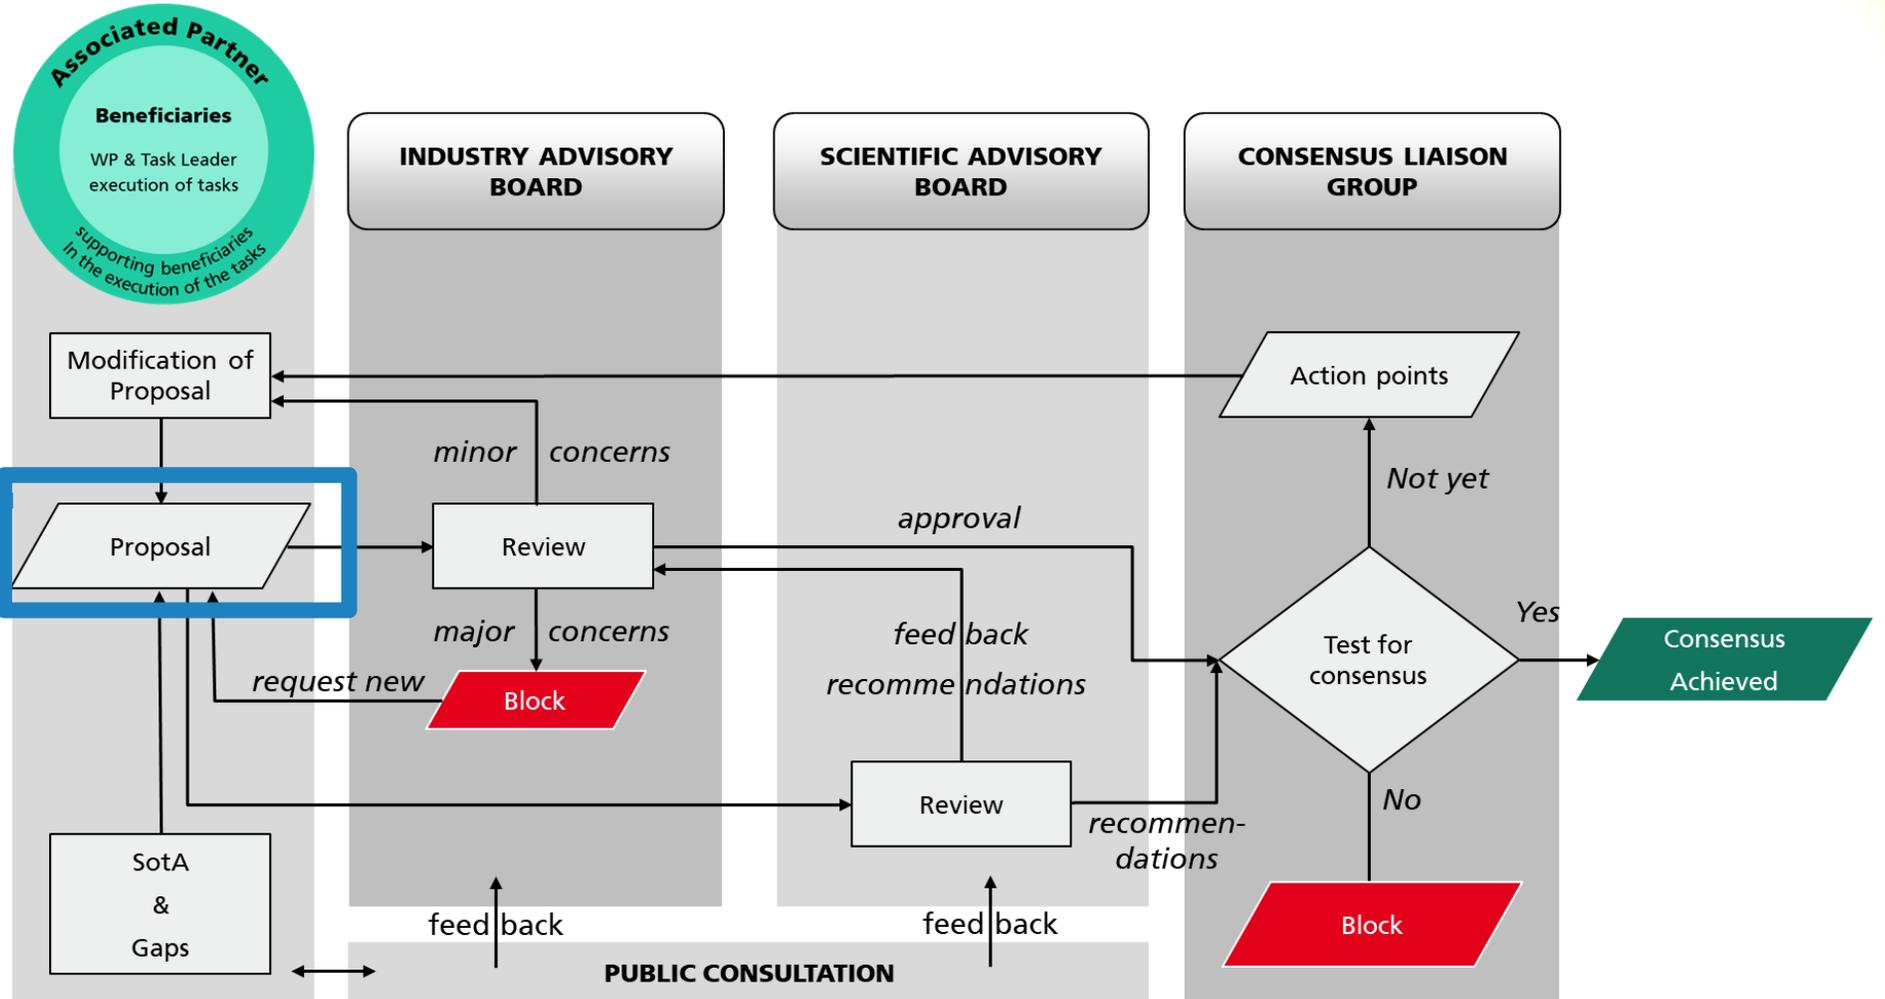 Associated Partner
Beneficiaries
WP & Task Leader
execution of tasks
supporting beneficiaries
In the execution of the tasks
INDUSTRY ADVISORY
BOARD
SCIENTIFIC ADVISORY
BOARD
CONSENSUS LIAISON
GROUP
Modification of
Proposal
Action points
minor concerns
Not yet
approval
Proposal
Review
Yes
major concerns
feed back
recomme ndations
Test for
consensus
Consensus
Achieved
request new
Block
Review
No
recommen-
dations
SotA
&
Gaps
feed back
feed back
Block
PUBLIC CONSULTATION